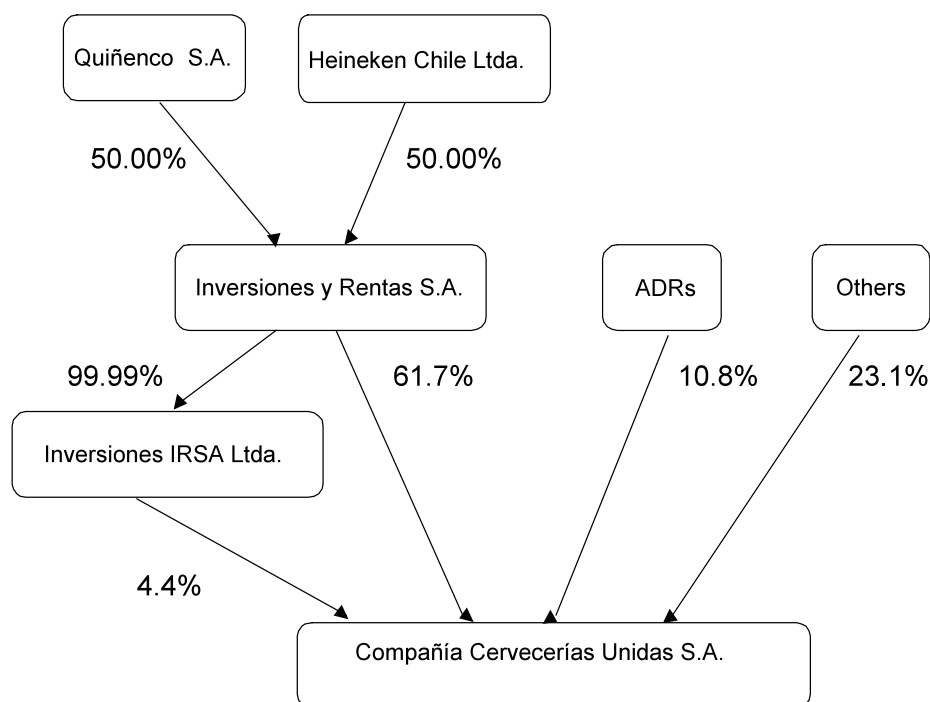 Quiñenco S.A.
Heineken Chile Ltda.
50.00%
50.00%
Inversiones y Rentas S.A.
ADRs
Others
99.99%
61.7%
10.8%
23.1%
Inversiones IRSA Ltda.
4.4%
Compañía Cervecerías Unidas S.A.